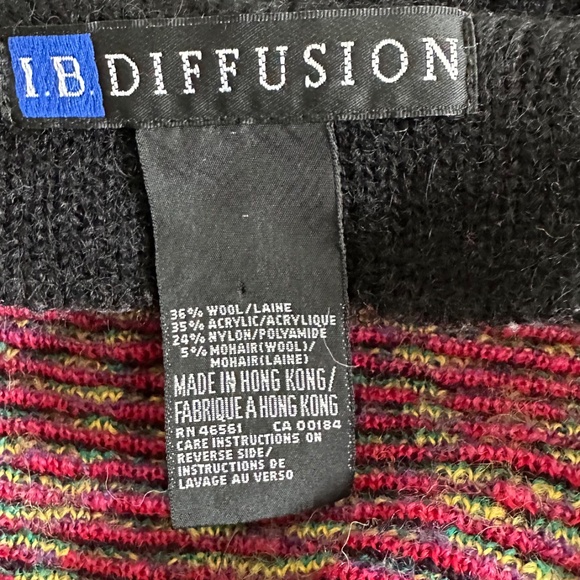 I.B. DIFFUSION
36% WOOL/LAINE
35% ACRYLIC/ACRYLIQUE
24% NYLON/POLYAMIDE
5% MOHAIR(WOOL)/
MOHAIR(LAINE)
MADE IN HONG KONG/
FABRIQUE A HONG KONG
RN 46561 CA 00184
CARE INSTRUCTIONS ON
REVERSE SIDE/
INSTRUCTIONS DE
LAVAGE AU VERSO